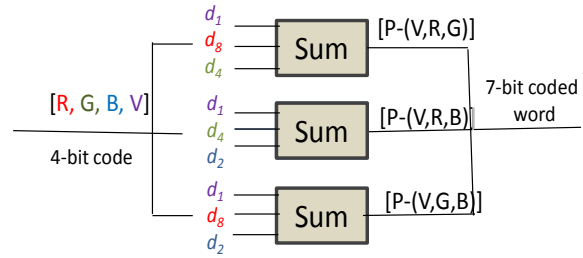 d1
d8
d4
Sum
[P-(V,R,G)]
[R, G, B, V]
4-bit code
d1
d4
d2
Sum
[P-(V,R,B)]
7-bit coded
word
d1
d8
d2
Sum
[P-(V,G,B)]